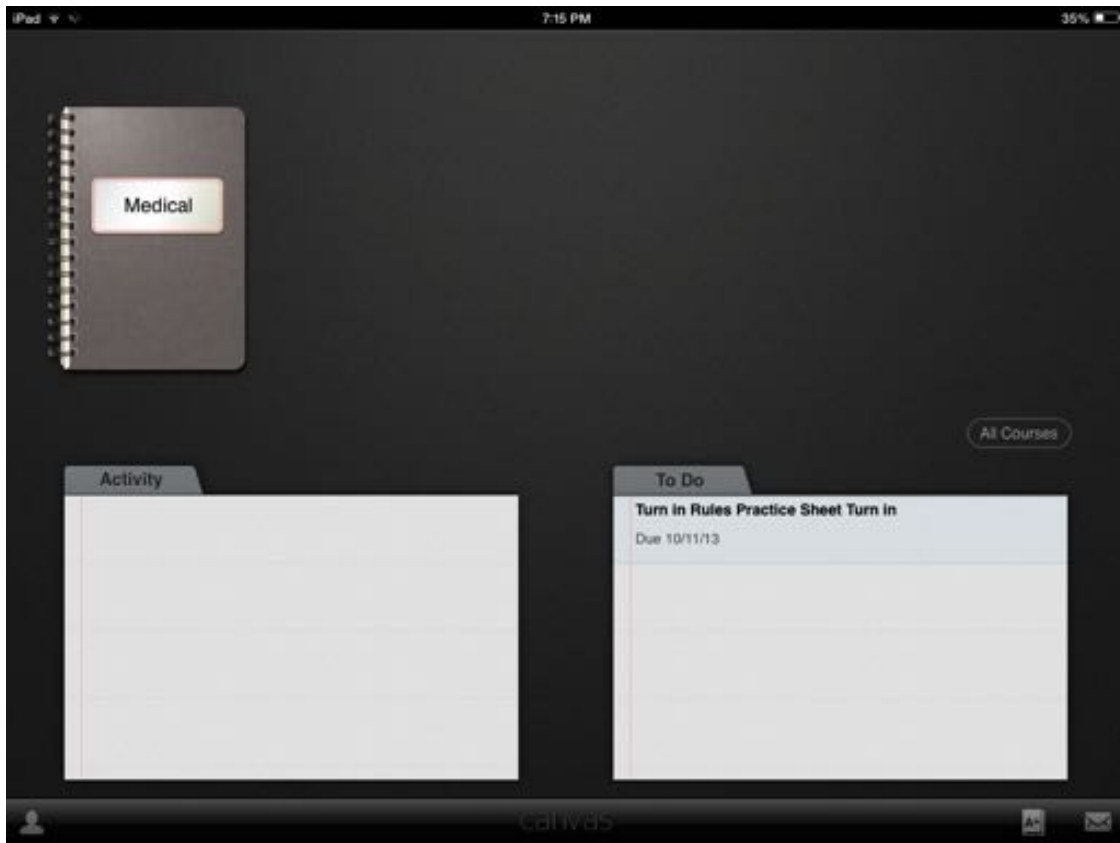 iPad 7:15 PM 35%
Medical
All Courses
Activity
To Do
Turn in Rules Practice Sheet Turn in
Due 10/11/13
canvas
A+